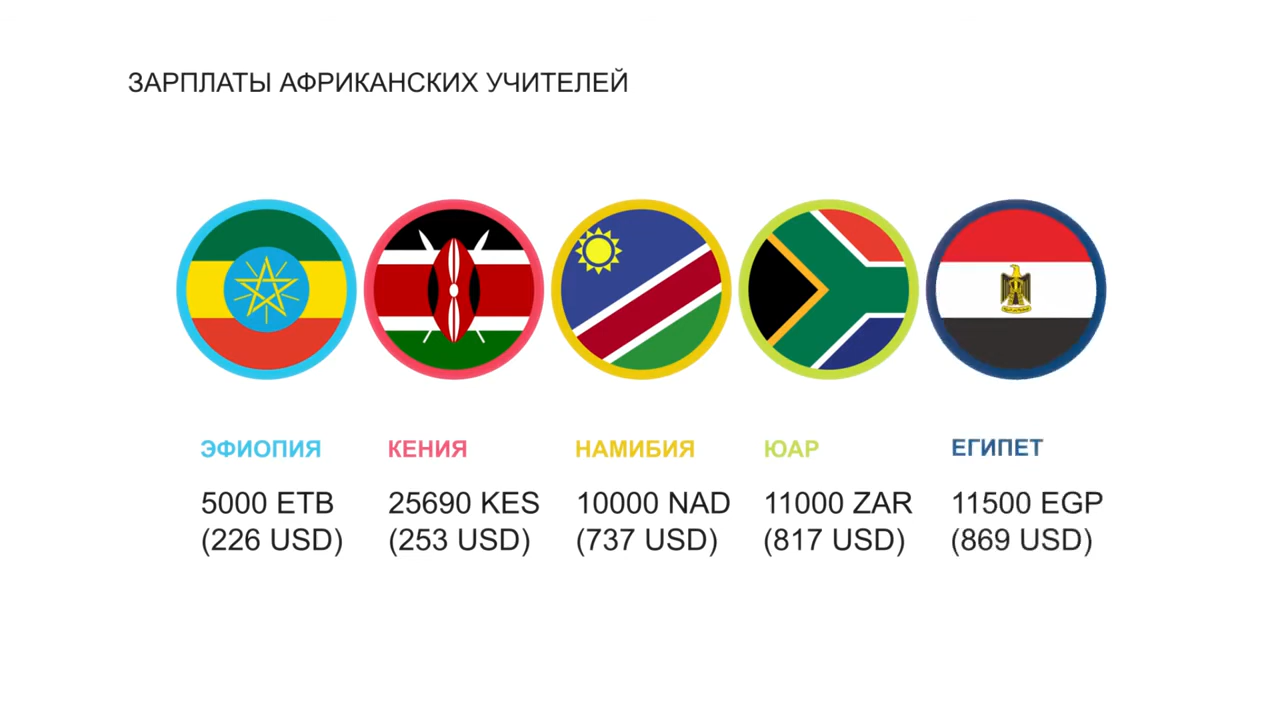 ЗАРПЛАТЫ АФРИКАНСКИХ УЧИТЕЛЕЙ
ЭФИОПИЯ
5000 ETB
(226 USD)
КЕНИЯ
25690 KES
(253 USD)
НАМИБИЯ
10000 NAD
(737 USD)
ЮАР
11000 ZAR
(817 USD)
ЕГИПЕТ
11500 EGP
(869 USD)